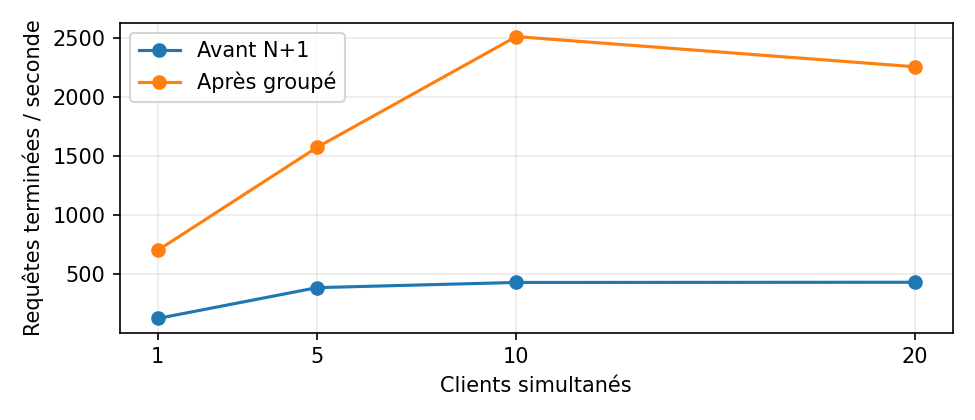 Requêtes terminées / seconde
2500
2000
1500
1000
500
Avant N+1
Après groupé
1
5
10
20
Clients simultanés